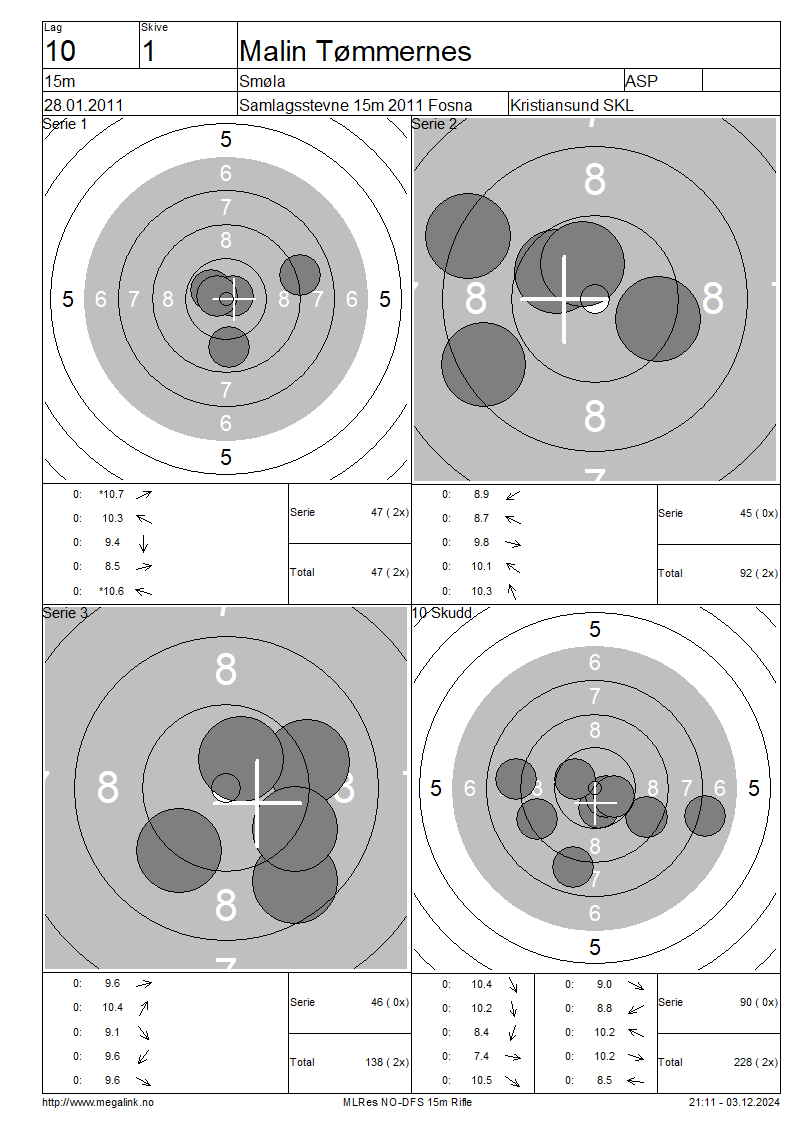 Lag
Skive
10
1
Malin Tømmernes
15m
Smøla
ASP
28.01.2011
Samlagsstevne 15m 2011 Fosna
Kristiansund SKL
Serie 1
5
6
7
8
5 6 7 8 8 7 6 5
7
6
5
Serie 2
7
8
8 8
8
7
0: *10.7
0: 10.3
0: 9.4
0: 8.5
0: *10.6
Serie 47 ( 2x)
Total 47 ( 2x)
0: 8.9
0: 8.7
0: 9.8
0: 10.1
0: 10.3
Serie 45 ( 0x)
Total 92 ( 2x)
Serie 3
7
8
8 8
8
7
10 Skudd
5
6
7
8
5 6 8 8 7 6 5
8
7
6
5
0: 9.6
0: 10.4
0: 9.1
0: 9.6
0: 9.6
Serie 46 ( 0x)
Total 138 ( 2x)
0: 10.4 0: 9.0
0: 10.2 0: 8.8
0: 8.4 0: 10.2
0: 7.4 0: 10.2
0: 10.5 0: 8.5
Serie 90 ( 0x)
Total 228 ( 2x)
http://www.megalink.no
MLRes NO-DFS 15m Rifle
21:11 - 03.12.2024